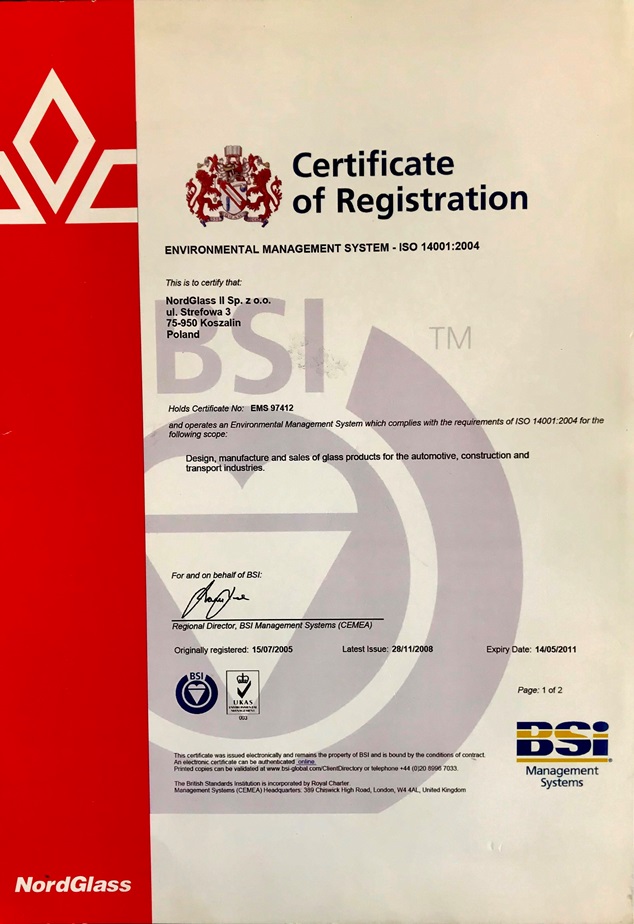 Certificate
of Registration
ENVIRONMENTAL MANAGEMENT SYSTEM - ISO 14001:2004
This is to certify that:
NordGlass II Sp. z o.o.
ul. Strefowa 3
75-950 Koszalin
Poland
BSI
TM
Holds Certificate No: EMS 97412
and operates an Environmental Management System which complies with the requirements of ISO 14001:2004 for the
following scope:
Design, manufacture and sales of glass products for the automotive, construction and
transport industries.
For and on behalf of BSI:
Regional Director, BSI Management Systems (CEMEA)
Originally registered: 15/07/2005 Latest Issue: 28/11/2008 Expiry Date: 14/05/2011
Page: 1 of 2
BSI
UKAS
ENVIRONMENTAL
MANAGEMENT
003
BSi
Management
Systems
This certificate was issued electronically and remains the property of BSI and is bound by the conditions of contract.
An electronic certificate can be authenticated online.
Printed copies can be validated at www.bsi-global.com/ClientDirectory or telephone +44 (0)20 8996 7033.
The British Standards Institution is incorporated by Royal Charter.
Management Systems (CEMEA) Headquarters: 389 Chiswick High Road, London, W4 4AL, United Kingdom
NordGlass